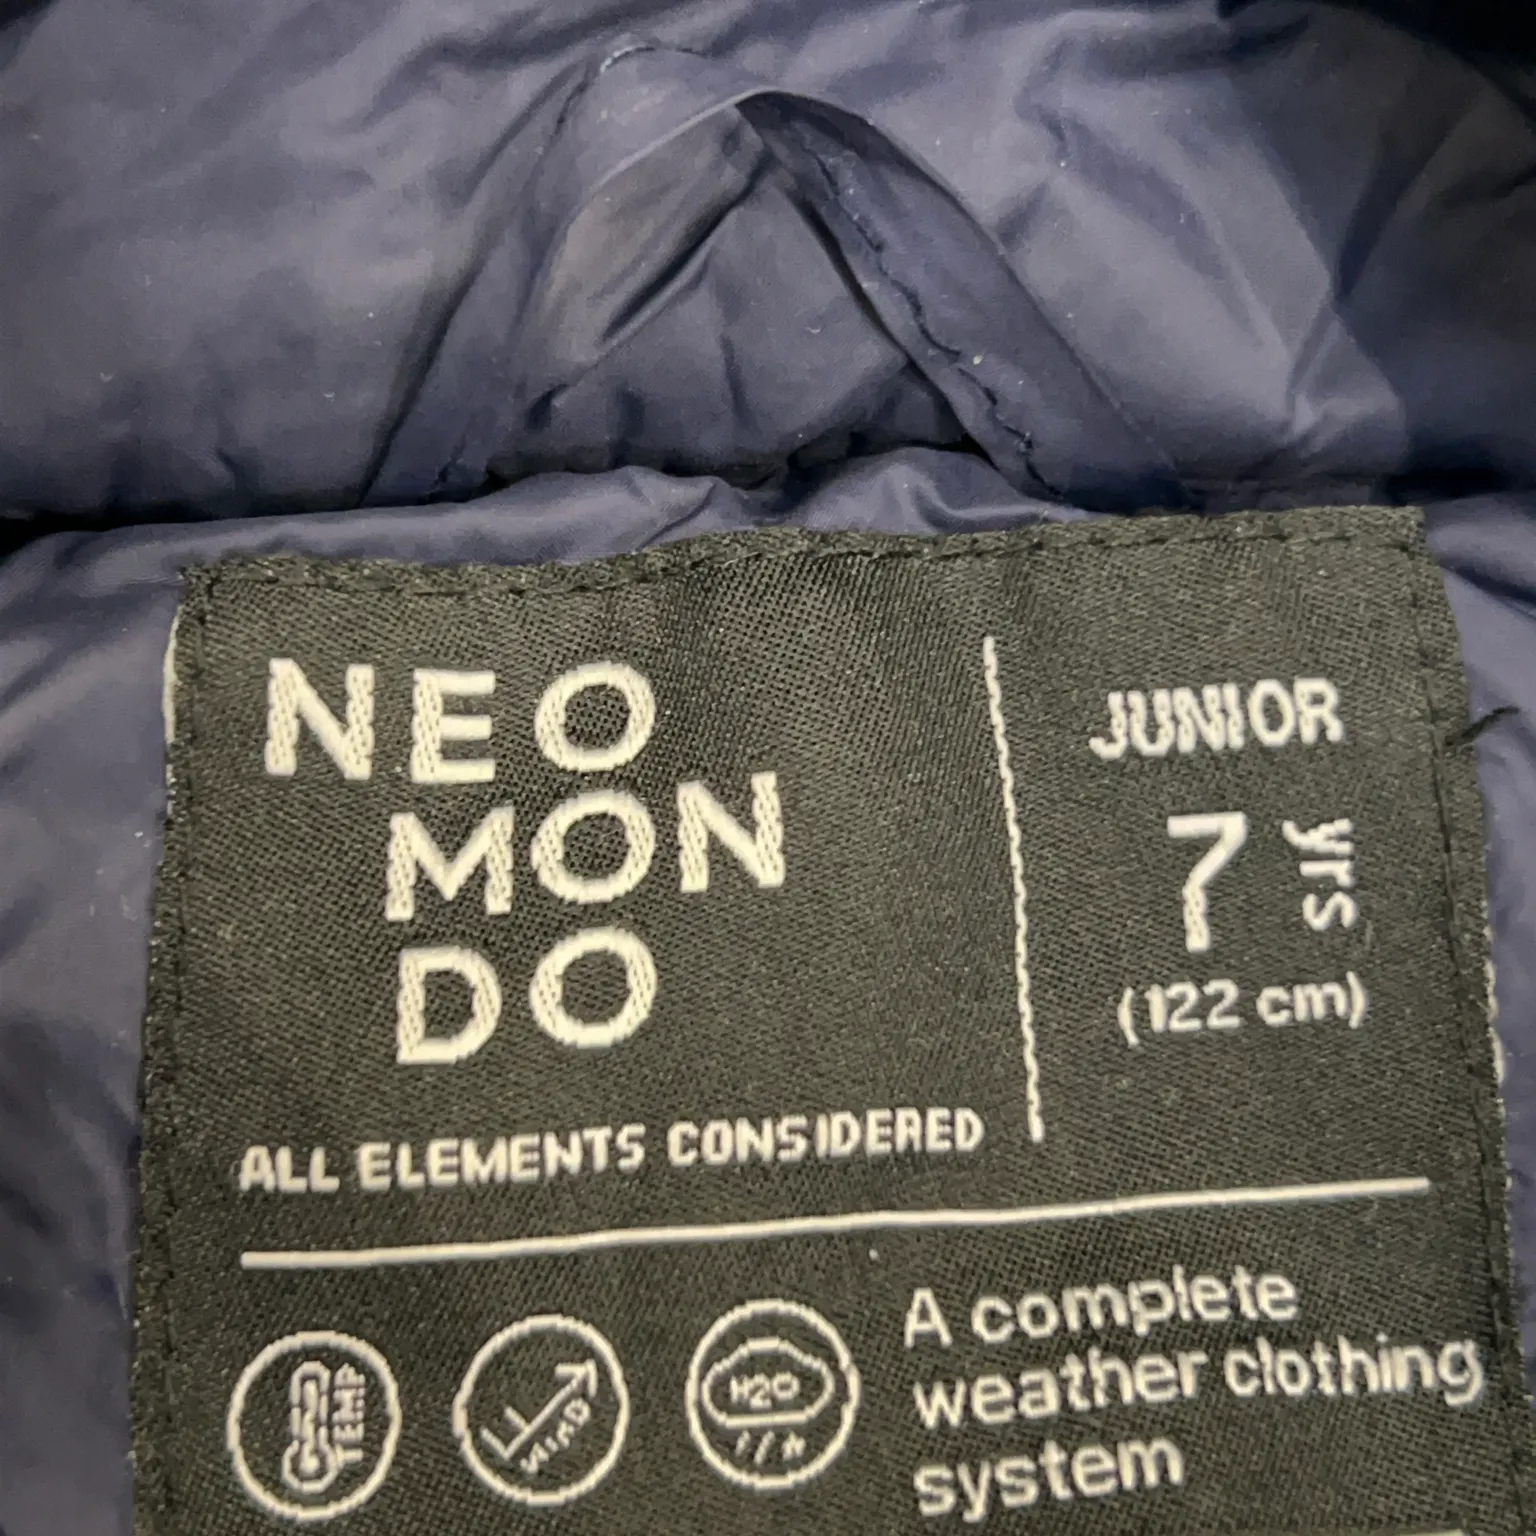 NEO
MON
DO
ALL ELEMENTS CONSIDERED
JUNIOR
7 yrs
(122 cm)
TEMP
WIND
H2O
A complete
weather clothing
system